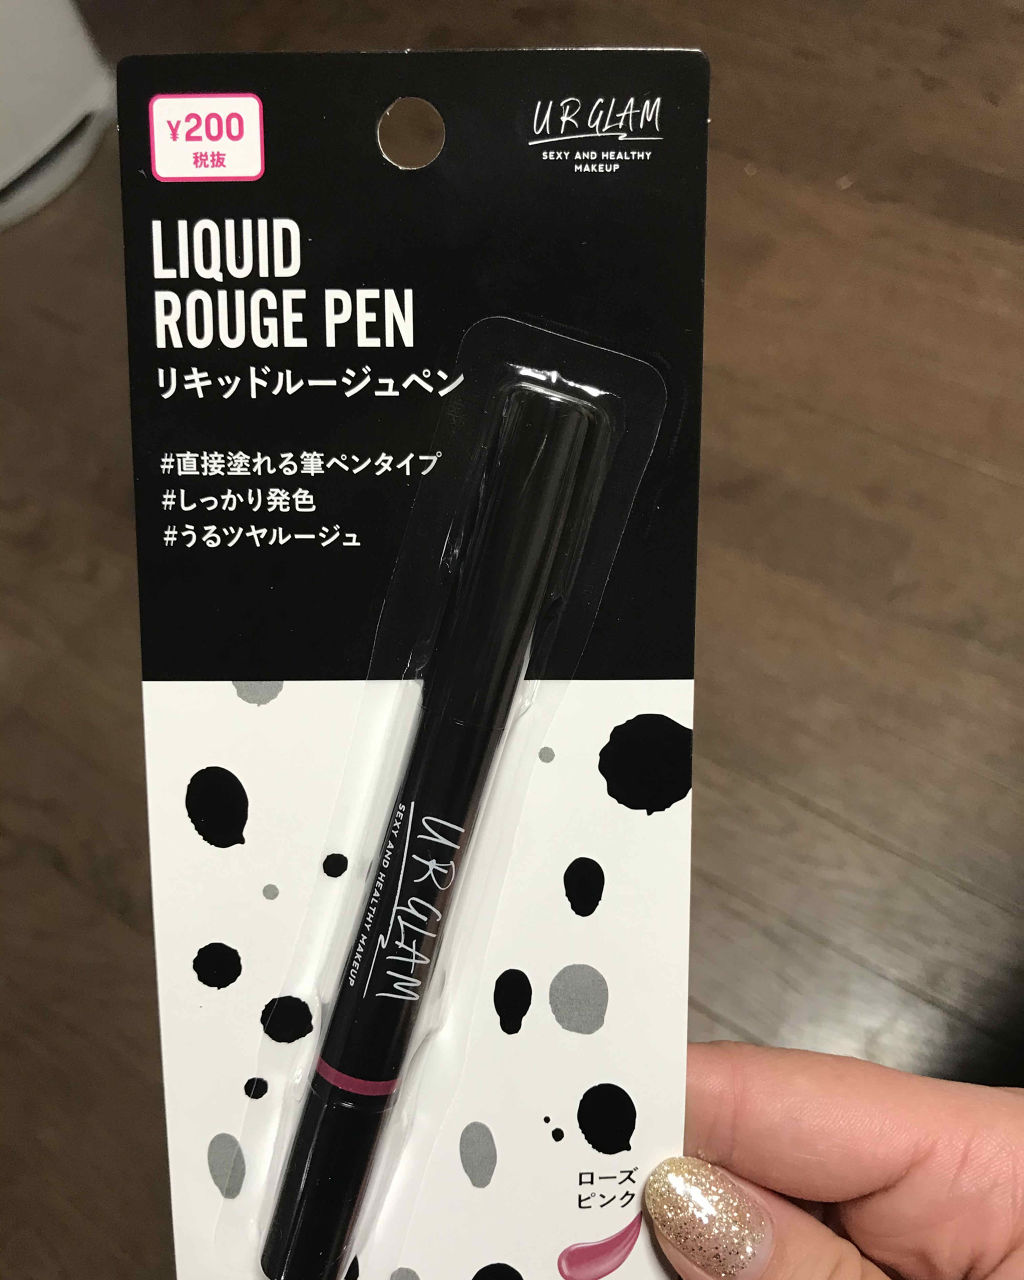 ¥200
税抜
UR GLAM
SEXY AND HEALTHY
MAKEUP
LIQUID
ROUGE PEN
リキッドルージュペン
#直接塗れる筆ペンタイプ
#しっかり発色
#うるツヤルージュ
UR GLAM
SEXY AND HEALTHY MAKEUP
ローズ
ピンク